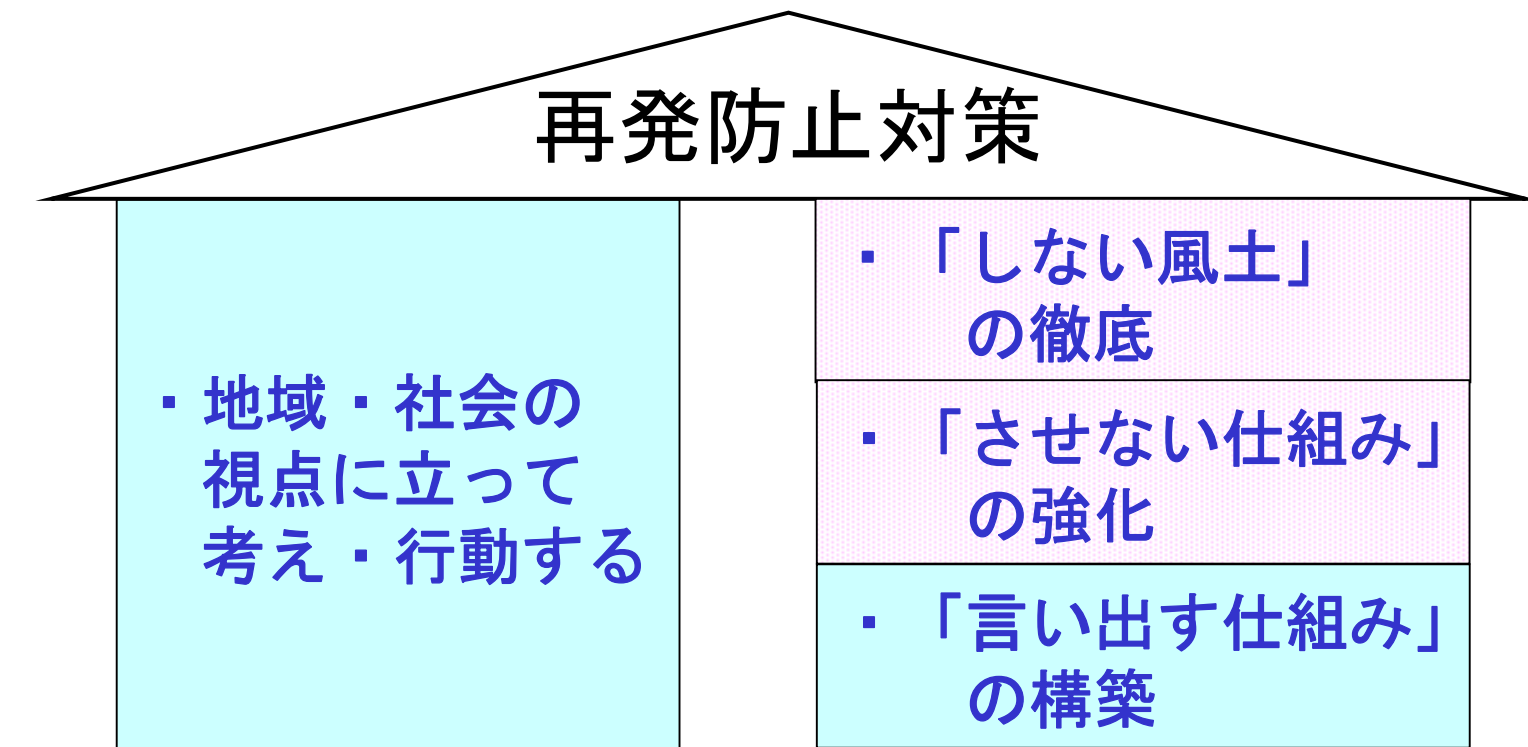 再発防止対策
・地域・社会の
視点に立って
考え・行動する
・「しない風土」
の徹底
・「させない仕組み」
の強化
・「言い出す仕組み」
の構築